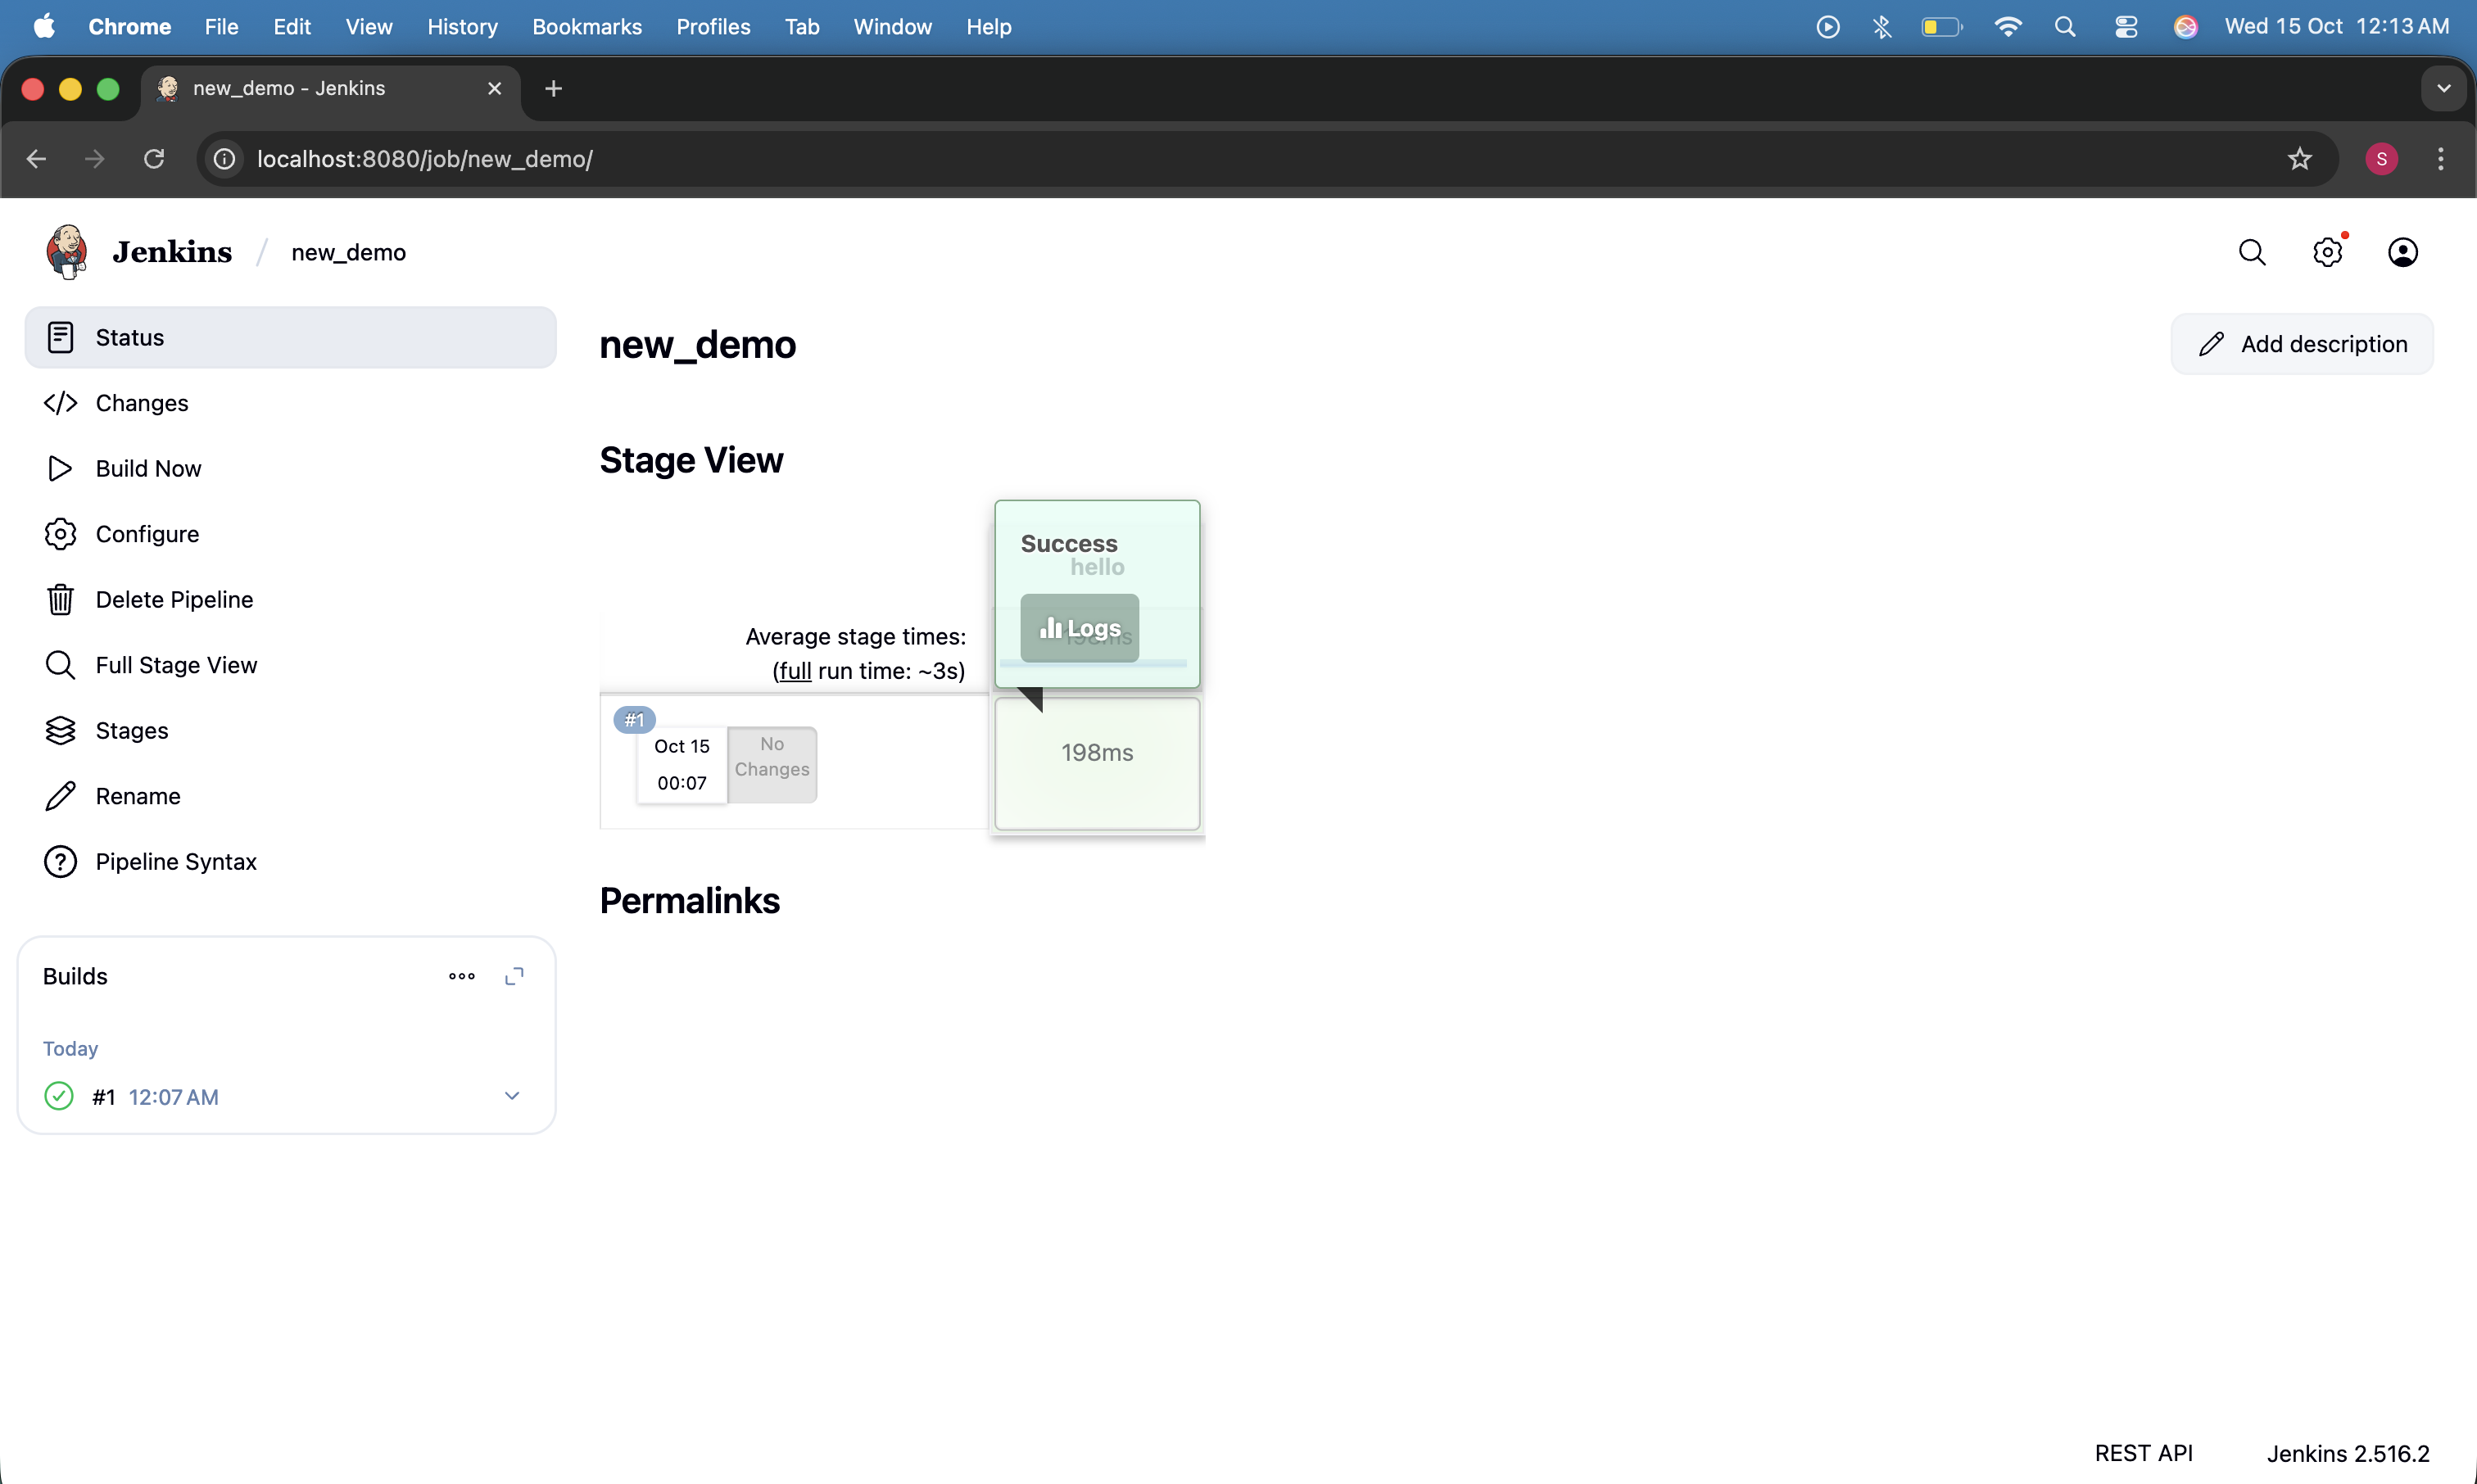 Chrome File Edit View History Bookmarks Profiles Tab Window Help Wed 15 Oct 12:13 AM
new_demo - Jenkins
localhost:8080/job/new_demo/
S
Jenkins / new_demo
Status
Changes
Build Now
Configure
Delete Pipeline
Full Stage View
Stages
Rename
Pipeline Syntax
Builds
Today
#1 12:07 AM
new_demo
Add description
Stage View
Success
hello
Logs
198ms
Average stage times:
(full run time: ~3s)
#1
Oct 15
00:07
No
Changes
198ms
Permalinks
REST API Jenkins 2.516.2